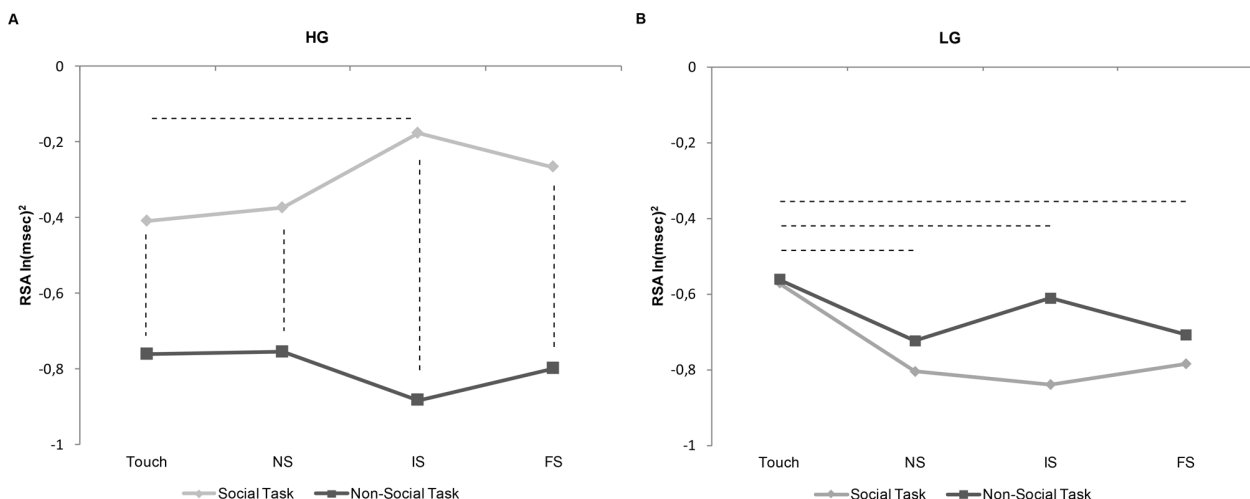 A
HG
RSA ln(msec)²
0
-0,2
-0,4
-0,6
-0,8
-1
Touch NS IS FS
Social Task Non-Social Task
B
LG
RSA ln(msec)²
0
-0,2
-0,4
-0,6
-0,8
-1
Touch NS IS FS
Social Task Non-Social Task